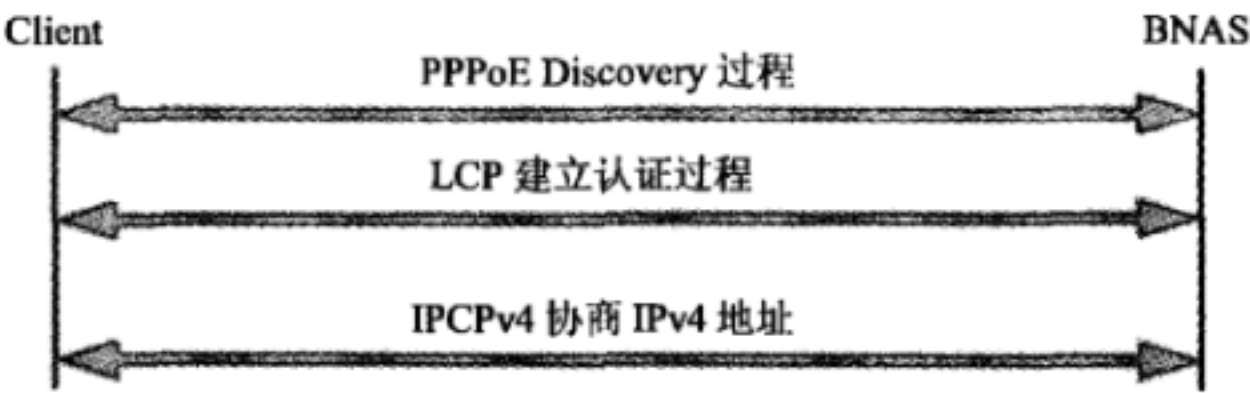 Client
BNAS
PPPoE Discovery 过程
LCP 建立认证过程
IPCPv4 协商 IPv4 地址